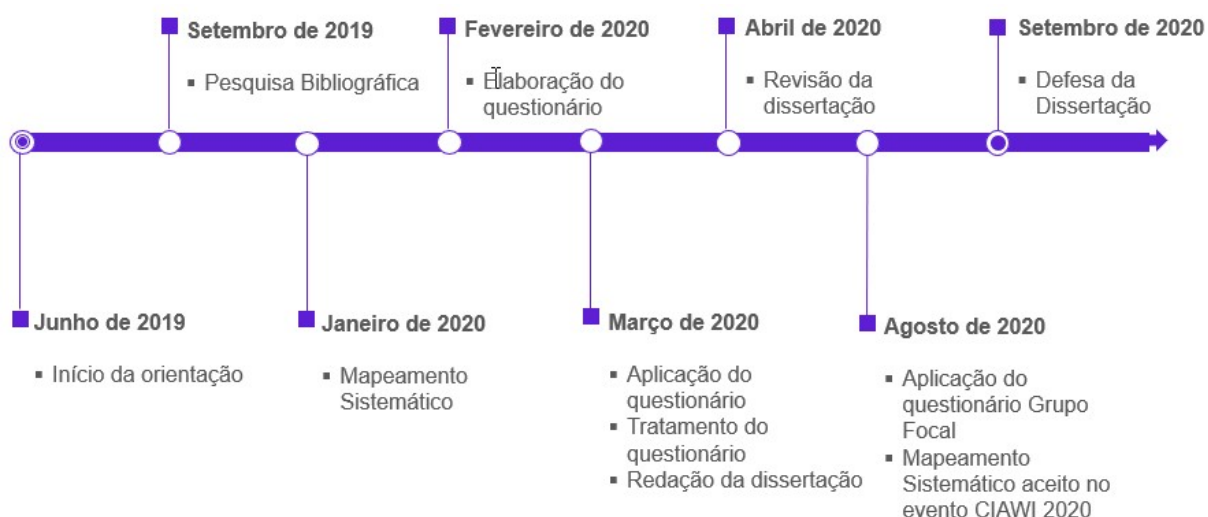 Setembro de 2019
▪ Pesquisa Bibliográfica
Fevereiro de 2020
▪ Elaboração do
questionário
Abril de 2020
▪ Revisão da
dissertação
Setembro de 2020
▪ Defesa da
Dissertação
Junho de 2019
▪ Início da orientação
Janeiro de 2020
▪ Mapeamento
Sistemático
Março de 2020
▪ Aplicação do
questionário
▪ Tratamento do
questionário
▪ Redação da dissertação
Agosto de 2020
▪ Aplicação do
questionário Grupo
Focal
▪ Mapeamento
Sistemático aceito no
evento CIAWI 2020